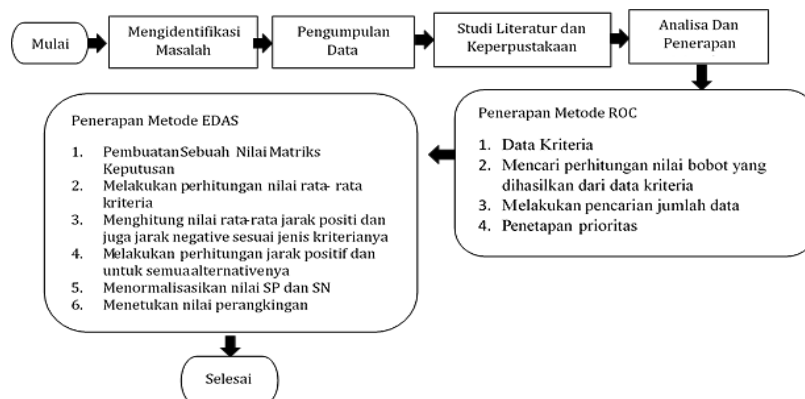 Mulai
Mengidentifikasi
Masalah
Pengumpulan
Data
Studi Literatur dan
Keperpustakaan
Analisa Dan
Penerapan
Penerapan Metode ROC
1. Data Kriteria
2. Mencari perhitungan nilai bobot yang
dihasilkan dari data kriteria
3. Melakukan pencarian jumlah data
4. Penetapan prioritas
Penerapan Metode EDAS
1. PembuatanSebuah Nilai Matriks
Keputusan
2. Melakukan perhitungan nilai rata- rata
kriteria
3. Menghitung nilai rata-rata jarak positi dan
juga jarak negative sesuai jenis kriterianya
4. Melakukan perhitungan jarak positif dan
untuk semuaalternativenya
5. Menormalisasikan nilai SP dan SN
6. Menetukan nilai perangkingan
Selesai